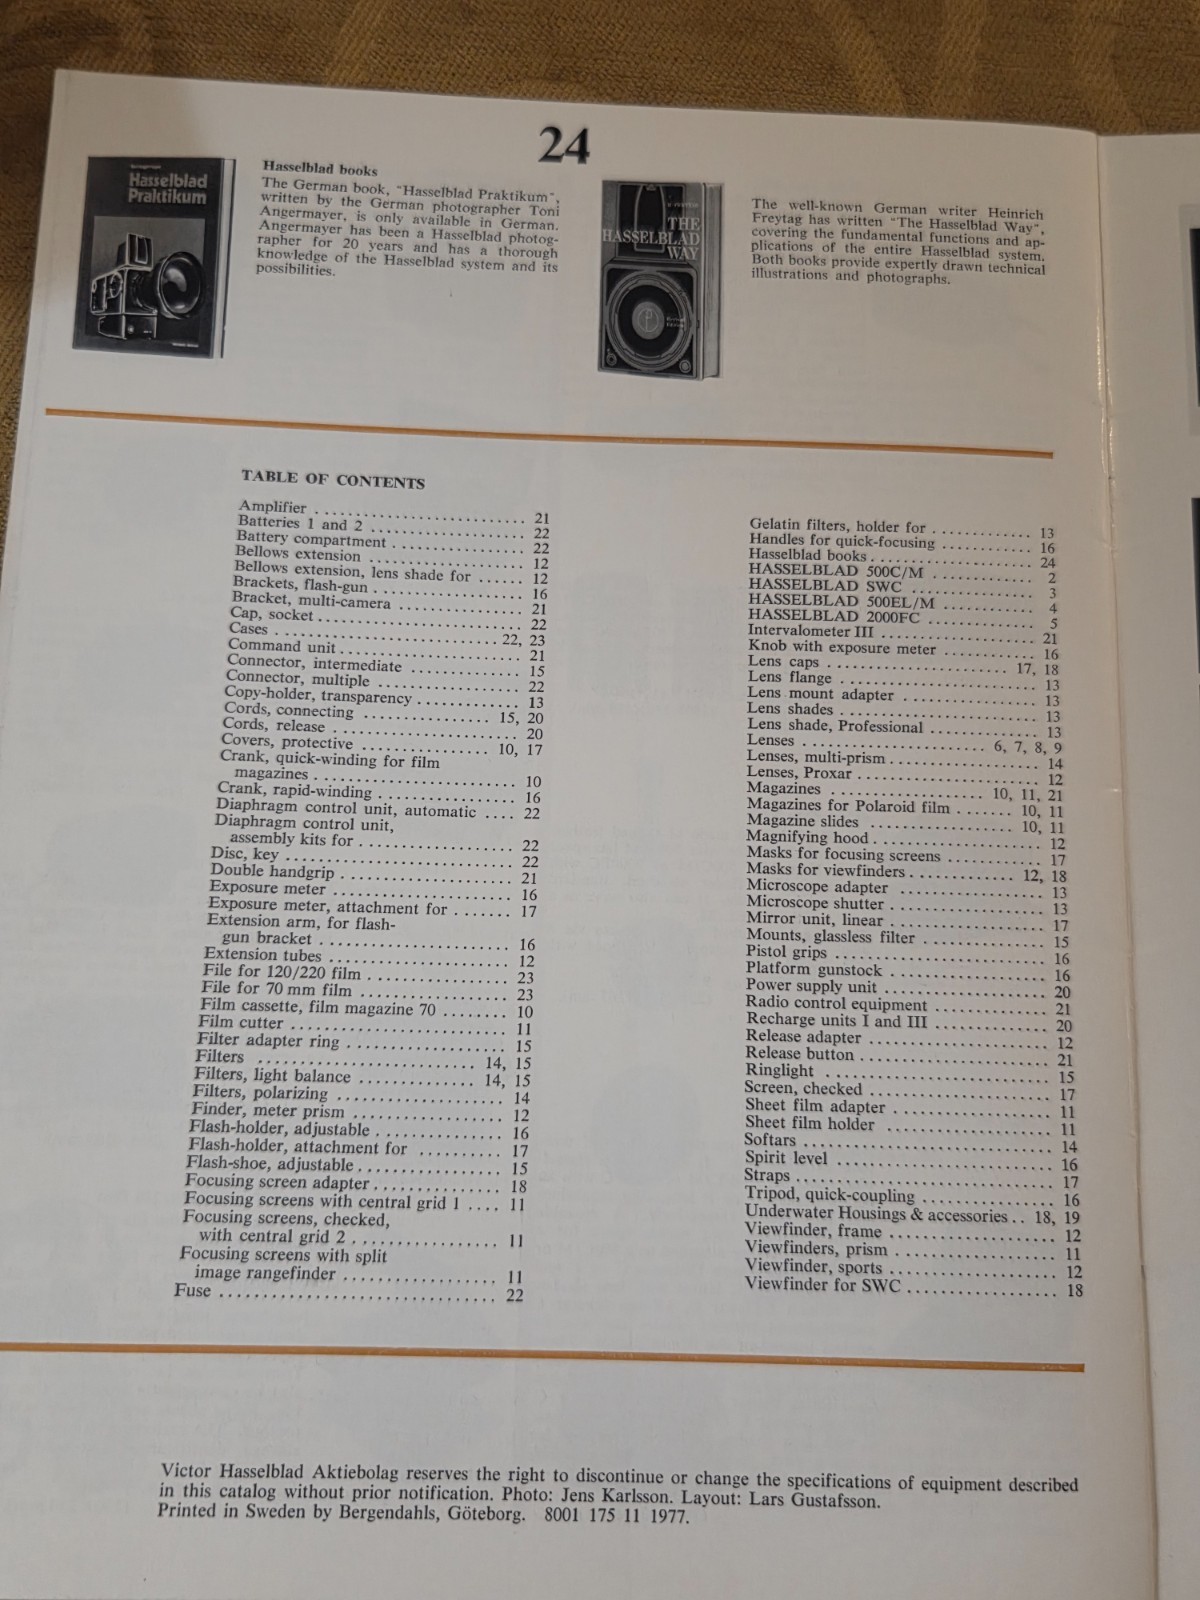 24
Hasselblad
Praktikum
Hasselblad books
The German book, "Hasselblad Praktikum",
written by the German photographer Toni
Angermayer, is only available in German.
Angermayer has been a Hasselblad photog-
rapher for 20 years and has a thorough
knowledge of the Hasselblad system and its
possibilities.
THE
HASSELBLAD
WAY
The well-known German writer Heinrich
Freytag has written "The Hasselblad Way",
covering the fundamental functions and ap-
plications of the entire Hasselblad system.
Both books provide expertly drawn technical
illustrations and photographs.
TABLE OF CONTENTS
Amplifier . . . . . . . . . . 21
Batteries 1 and 2 . . . . . . . . . . 22
Battery compartment . . . . . . . . . . 22
Bellows extension . . . . . . . . . . 12
Bellows extension, lens shade for . . . . . . 12
Brackets, flash-gun . . . . . . . . . . 16
Bracket, multi-camera . . . . . . . . . . 21
Cap, socket . . . . . . . . . . 22
Cases . . . . . . . . . . 22, 23
Command unit . . . . . . . . . . 21
Connector, intermediate . . . . . . . . . . 15
Connector, multiple . . . . . . . . . . 22
Copy-holder, transparency . . . . . . . . . . 13
Cords, connecting . . . . . . . . . . 15, 20
Cords, release . . . . . . . . . . 20
Covers, protective . . . . . . . . . . 10, 17
Crank, quick-winding for film
magazines . . . . . . . . . . 10
Crank, rapid-winding . . . . . . . . . . 16
Diaphragm control unit, automatic . . . . 22
Diaphragm control unit,
assembly kits for . . . . . . . . . . 22
Disc, key . . . . . . . . . . 22
Double handgrip . . . . . . . . . . 21
Exposure meter . . . . . . . . . . 16
Exposure meter, attachment for . . . . . . . 17
Extension arm, for flash-
gun bracket . . . . . . . . . . 16
Extension tubes . . . . . . . . . . 12
File for 120/220 film . . . . . . . . . . 23
File for 70 mm film . . . . . . . . . . 23
Film cassette, film magazine 70 . . . . . . . . 10
Film cutter . . . . . . . . . . 11
Filter adapter ring . . . . . . . . . . 15
Filters . . . . . . . . . . 14, 15
Filters, light balance . . . . . . . . . . 14, 15
Filters, polarizing . . . . . . . . . . 14
Finder, meter prism . . . . . . . . . . 12
Flash-holder, adjustable . . . . . . . . . . 16
Flash-holder, attachment for . . . . . . . . . . 17
Flash-shoe, adjustable . . . . . . . . . . 15
Focusing screen adapter . . . . . . . . . . 18
Focusing screens with central grid 1 . . . . 11
Focusing screens, checked,
with central grid 2 . . . . . . . . . . 11
Focusing screens with split
image rangefinder . . . . . . . . . . 11
Fuse . . . . . . . . . . 22
Gelatin filters, holder for . . . . . . . . . . 13
Handles for quick-focusing . . . . . . . . . . 16
Hasselblad books . . . . . . . . . . 24
HASSELBLAD 500C/M . . . . . . . . . . 2
HASSELBLAD SWC . . . . . . . . . . 3
HASSELBLAD 500EL/M . . . . . . . . . . 4
HASSELBLAD 2000FC . . . . . . . . . . 5
Intervalometer III . . . . . . . . . . 21
Knob with exposure meter . . . . . . . . . . 16
Lens caps . . . . . . . . . . 17, 18
Lens flange . . . . . . . . . . 13
Lens mount adapter . . . . . . . . . . 13
Lens shades . . . . . . . . . . 13
Lens shade, Professional . . . . . . . . . . 13
Lenses . . . . . . . . . . 6, 7, 8, 9
Lenses, multi-prism . . . . . . . . . . 14
Lenses, Proxar . . . . . . . . . . 12
Magazines . . . . . . . . . . 10, 11, 21
Magazines for Polaroid film . . . . . . . 10, 11
Magazine slides . . . . . . . . . . 10, 11
Magnifying hood . . . . . . . . . . 12
Masks for focusing screens . . . . . . . . . . 17
Masks for viewfinders . . . . . . . . . . 12, 18
Microscope adapter . . . . . . . . . . 13
Microscope shutter . . . . . . . . . . 13
Mirror unit, linear . . . . . . . . . . 17
Mounts, glassless filter . . . . . . . . . . 15
Pistol grips . . . . . . . . . . 16
Platform gunstock . . . . . . . . . . 16
Power supply unit . . . . . . . . . . 20
Radio control equipment . . . . . . . . . . 21
Recharge units I and III . . . . . . . . . . 20
Release adapter . . . . . . . . . . 12
Release button . . . . . . . . . . 21
Ringlight . . . . . . . . . . 15
Screen, checked . . . . . . . . . . 17
Sheet film adapter . . . . . . . . . . 11
Sheet film holder . . . . . . . . . . 11
Softars . . . . . . . . . . 14
Spirit level . . . . . . . . . . 16
Straps . . . . . . . . . . 17
Tripod, quick-coupling . . . . . . . . . . 16
Underwater Housings & accessories . . 18, 19
Viewfinder, frame . . . . . . . . . . 12
Viewfinders, prism . . . . . . . . . . 11
Viewfinder, sports . . . . . . . . . . 12
Viewfinder for SWC . . . . . . . . . . 18
Victor Hasselblad Aktiebolag reserves the right to discontinue or change the specifications of equipment described
in this catalog without prior notification. Photo: Jens Karlsson. Layout: Lars Gustafsson.
Printed in Sweden by Bergendahls, Göteborg. 8001 175 11 1977.